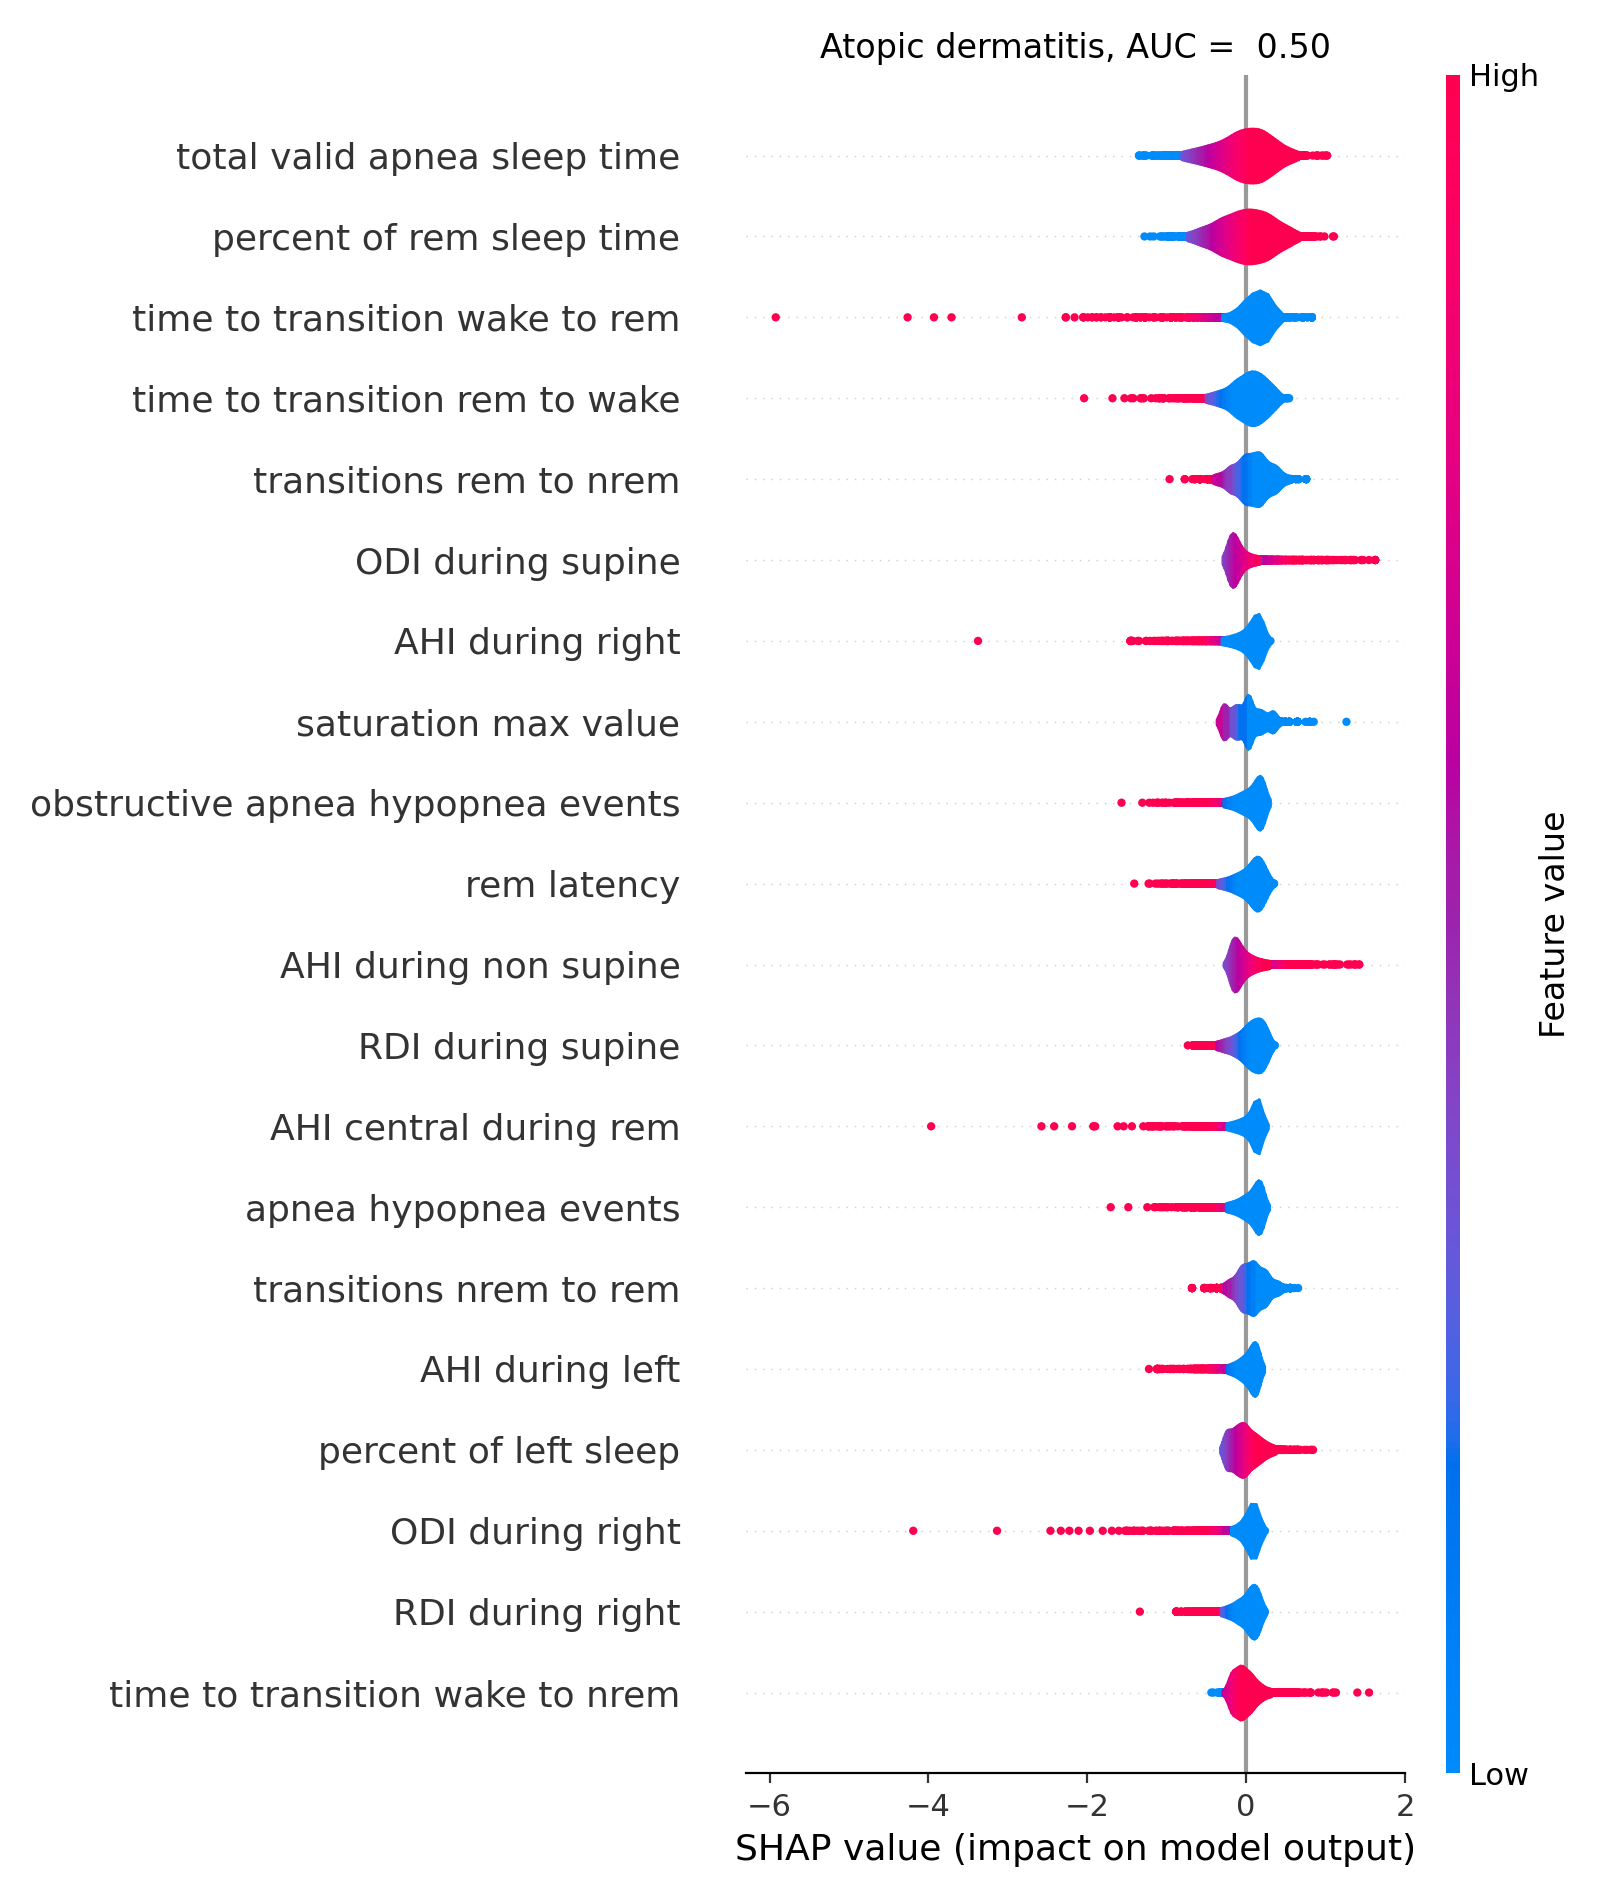 Atopic dermatitis, AUC =  0.50
High
total valid apnea sleep time
percent of rem sleep time
time to transition wake to rem
time to transition rem to wake
transitions rem to nrem
ODI during supine
AHI during right
saturation max value
obstructive apnea hypopnea events
rem latency
AHI during non supine
RDI during supine
AHI central during rem
apnea hypopnea events
transitions nrem to rem
AHI during left
percent of left sleep
ODI during right
RDI during right
time to transition wake to nrem
Feature value
Low
−6 −4 −2 0 2
SHAP value (impact on model output)